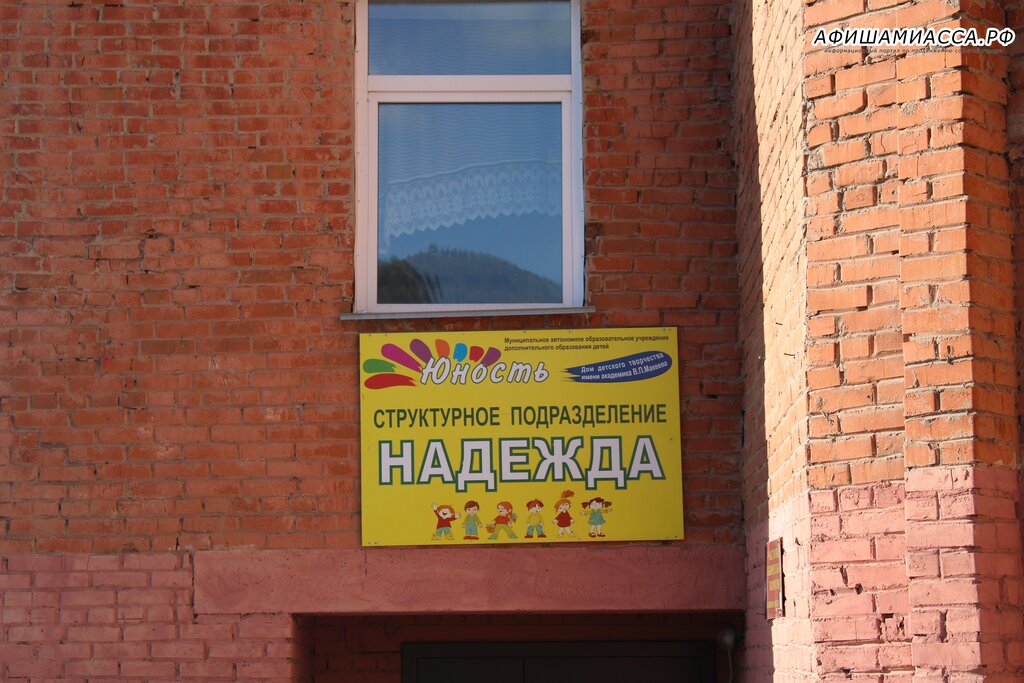 АФИШАМИАССА.РФ
Муниципальное автономное образовательное учреждение
дополнительного образования детей
Юность
Дом детского творчества
имени академика В.П.Макеева
СТРУКТУРНОЕ ПОДРАЗДЕЛЕНИЕ
НАДЕЖДА